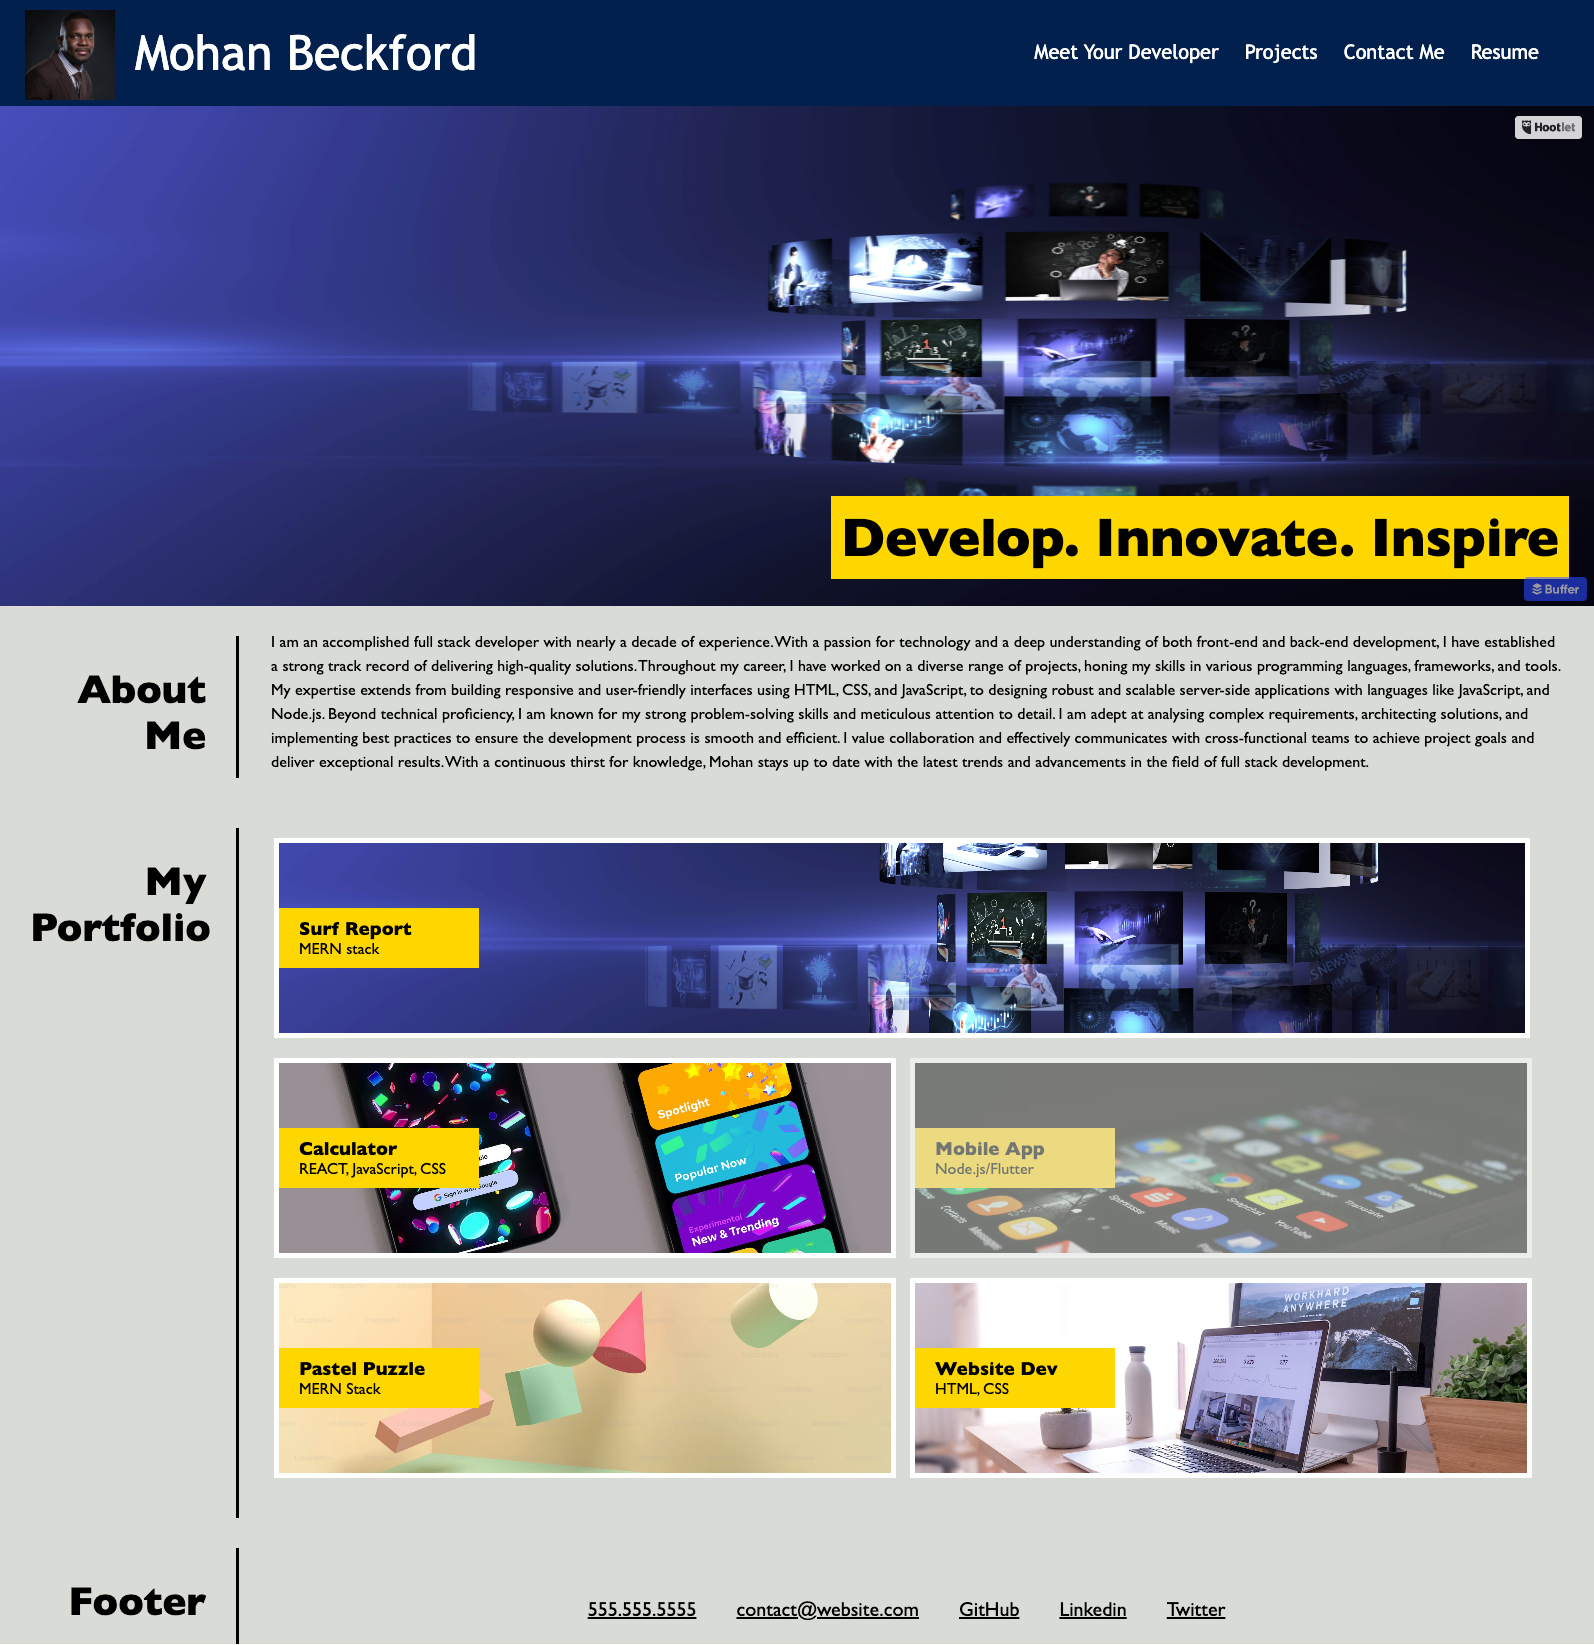 Mohan Beckford
Meet Your Developer Projects Contact Me Resume
Hootlet
Develop. Innovate. Inspire
Buffer
About
Me
I am an accomplished full stack developer with nearly a decade of experience. With a passion for technology and a deep understanding of both front-end and back-end development, I have established
a strong track record of delivering high-quality solutions. Throughout my career, I have worked on a diverse range of projects, honing my skills in various programming languages, frameworks, and tools.
My expertise extends from building responsive and user-friendly interfaces using HTML, CSS, and JavaScript, to designing robust and scalable server-side applications with languages like JavaScript, and
Node.js. Beyond technical proficiency, I am known for my strong problem-solving skills and meticulous attention to detail. I am adept at analysing complex requirements, architecting solutions, and
implementing best practices to ensure the development process is smooth and efficient. I value collaboration and effectively communicates with cross-functional teams to achieve project goals and
deliver exceptional results. With a continuous thirst for knowledge, Mohan stays up to date with the latest trends and advancements in the field of full stack development.
My
Portfolio
Surf Report
MERN stack
Calculator
REACT, JavaScript, CSS
Sign in with Google
Spotlight
Popular Now
Experimental
New & Trending
Mobile App
Node.js/Flutter
Contacts
Messages
Music
Snapchat
YouTube
Messenger
Translate
Pastel Puzzle
MERN Stack
Website Dev
HTML, CSS
WORKHARD
ANYWHERE
Footer
555.555.5555 contact@website.com GitHub Linkedin Twitter